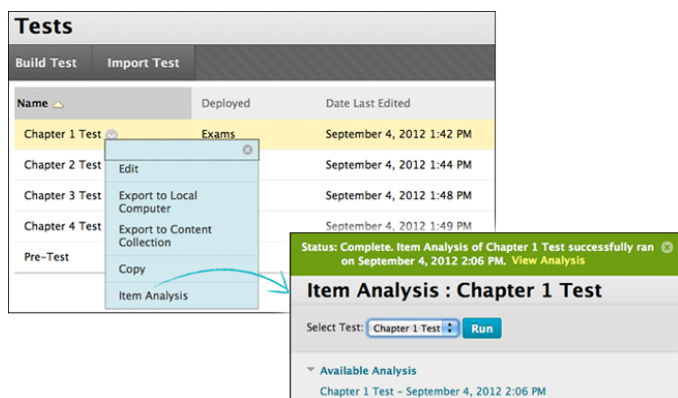 Tests
Build Test Import Test
Name Deployed Date Last Edited
Chapter 1 Test Exams September 4, 2012 1:42 PM
Chapter 2 Test September 4, 2012 1:44 PM
Chapter 3 Test September 4, 2012 1:48 PM
Chapter 4 Test September 4, 2012 1:49 PM
Pre-Test
Edit
Export to Local
Computer
Export to Content
Collection
Copy
Item Analysis
Status: Complete. Item Analysis of Chapter 1 Test successfully ran
on September 4, 2012 2:06 PM. View Analysis
Item Analysis : Chapter 1 Test
Select Test: Chapter 1 Test Run
Available Analysis
Chapter 1 Test – September 4, 2012 2:06 PM